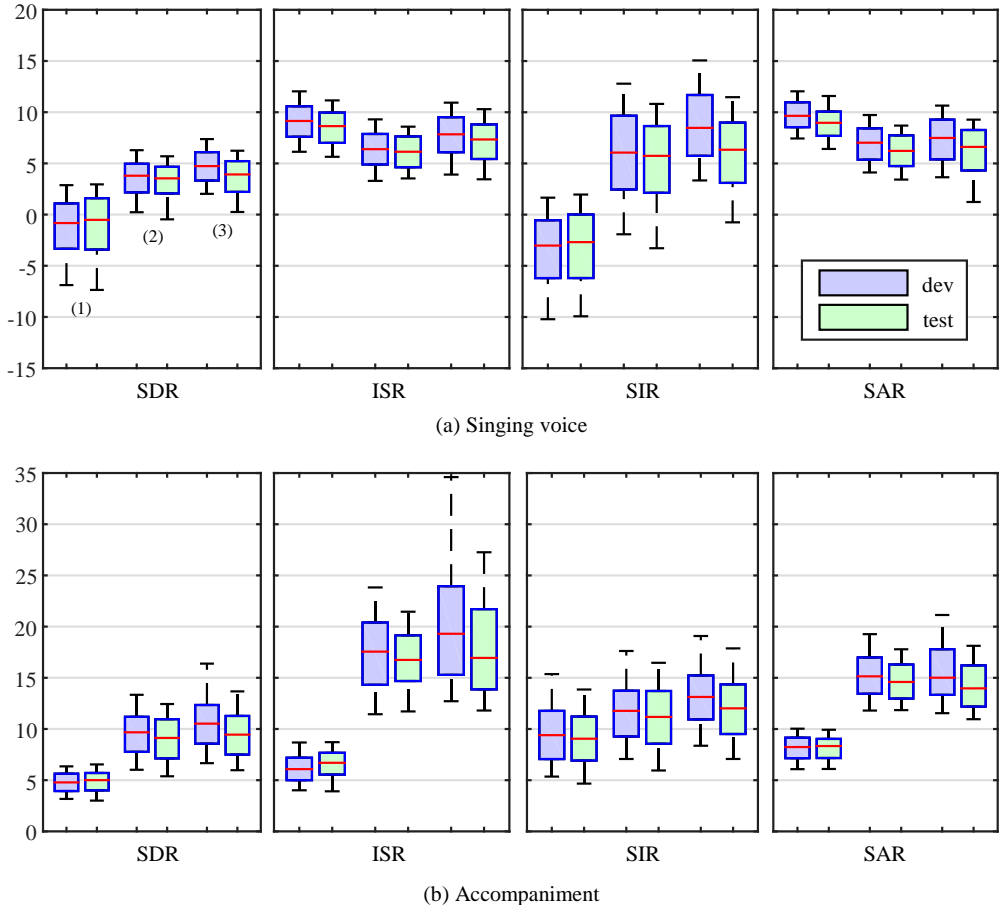 20
15
10
5
0
-5
-10
-15
(1)
(2)
(3)
dev
test
SDR
ISR
SIR
SAR
(a) Singing voice
35
30
25
20
15
10
5
0
SDR
ISR
SIR
SAR
(b) Accompaniment